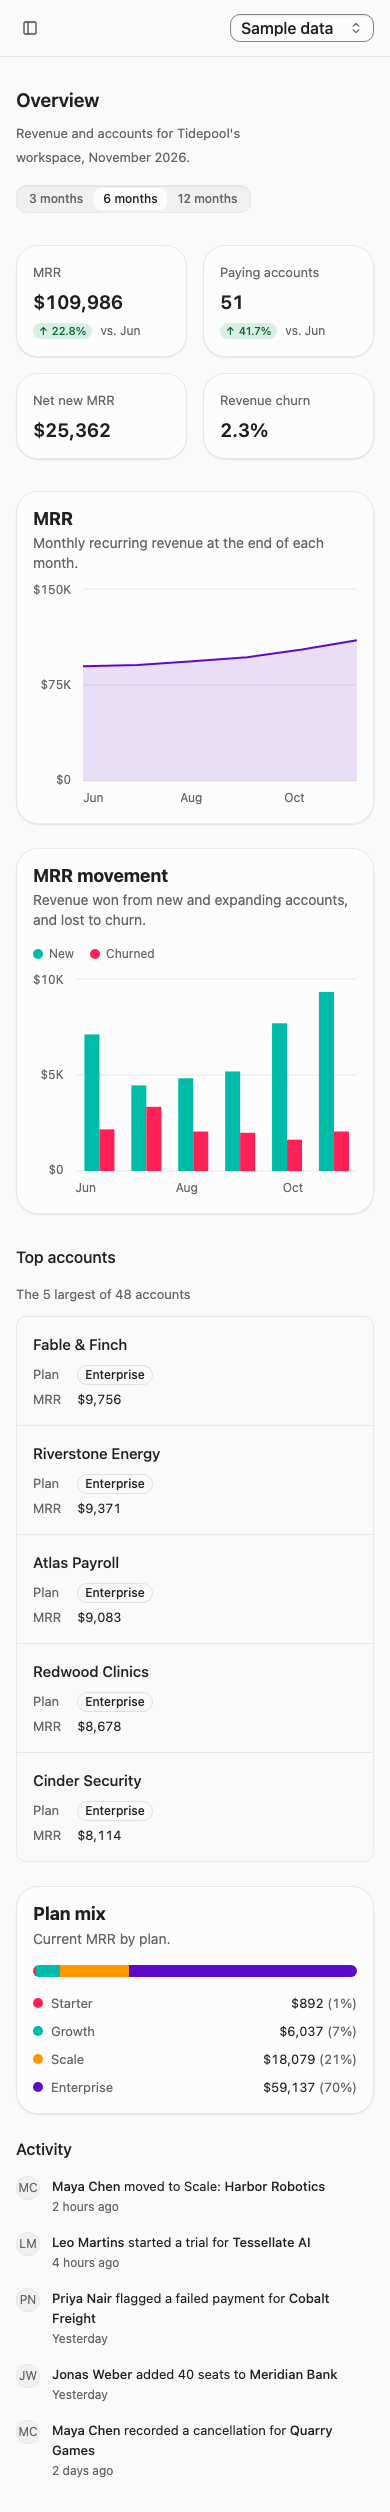 Sample data
Overview
Revenue and accounts for Tidepool's
workspace, November 2026.
3 months 6 months 12 months
MRR
$109,986
↑ 22.8% vs. Jun
Paying accounts
51
↑ 41.7% vs. Jun
Net new MRR
$25,362
Revenue churn
2.3%
MRR
Monthly recurring revenue at the end of each
month.
$150K
$75K
$0
Jun Aug Oct
MRR movement
Revenue won from new and expanding accounts,
and lost to churn.
New Churned
$10K
$5K
$0
Jun Aug Oct
Top accounts
The 5 largest of 48 accounts
Fable & Finch
Plan Enterprise
MRR $9,756
Riverstone Energy
Plan Enterprise
MRR $9,371
Atlas Payroll
Plan Enterprise
MRR $9,083
Redwood Clinics
Plan Enterprise
MRR $8,678
Cinder Security
Plan Enterprise
MRR $8,114
Plan mix
Current MRR by plan.
Starter $892 (1%)
Growth $6,037 (7%)
Scale $18,079 (21%)
Enterprise $59,137 (70%)
Activity
MC Maya Chen moved to Scale: Harbor Robotics
2 hours ago
LM Leo Martins started a trial for Tessellate AI
4 hours ago
PN Priya Nair flagged a failed payment for Cobalt
Freight
Yesterday
JW Jonas Weber added 40 seats to Meridian Bank
Yesterday
MC Maya Chen recorded a cancellation for Quarry
Games
2 days ago